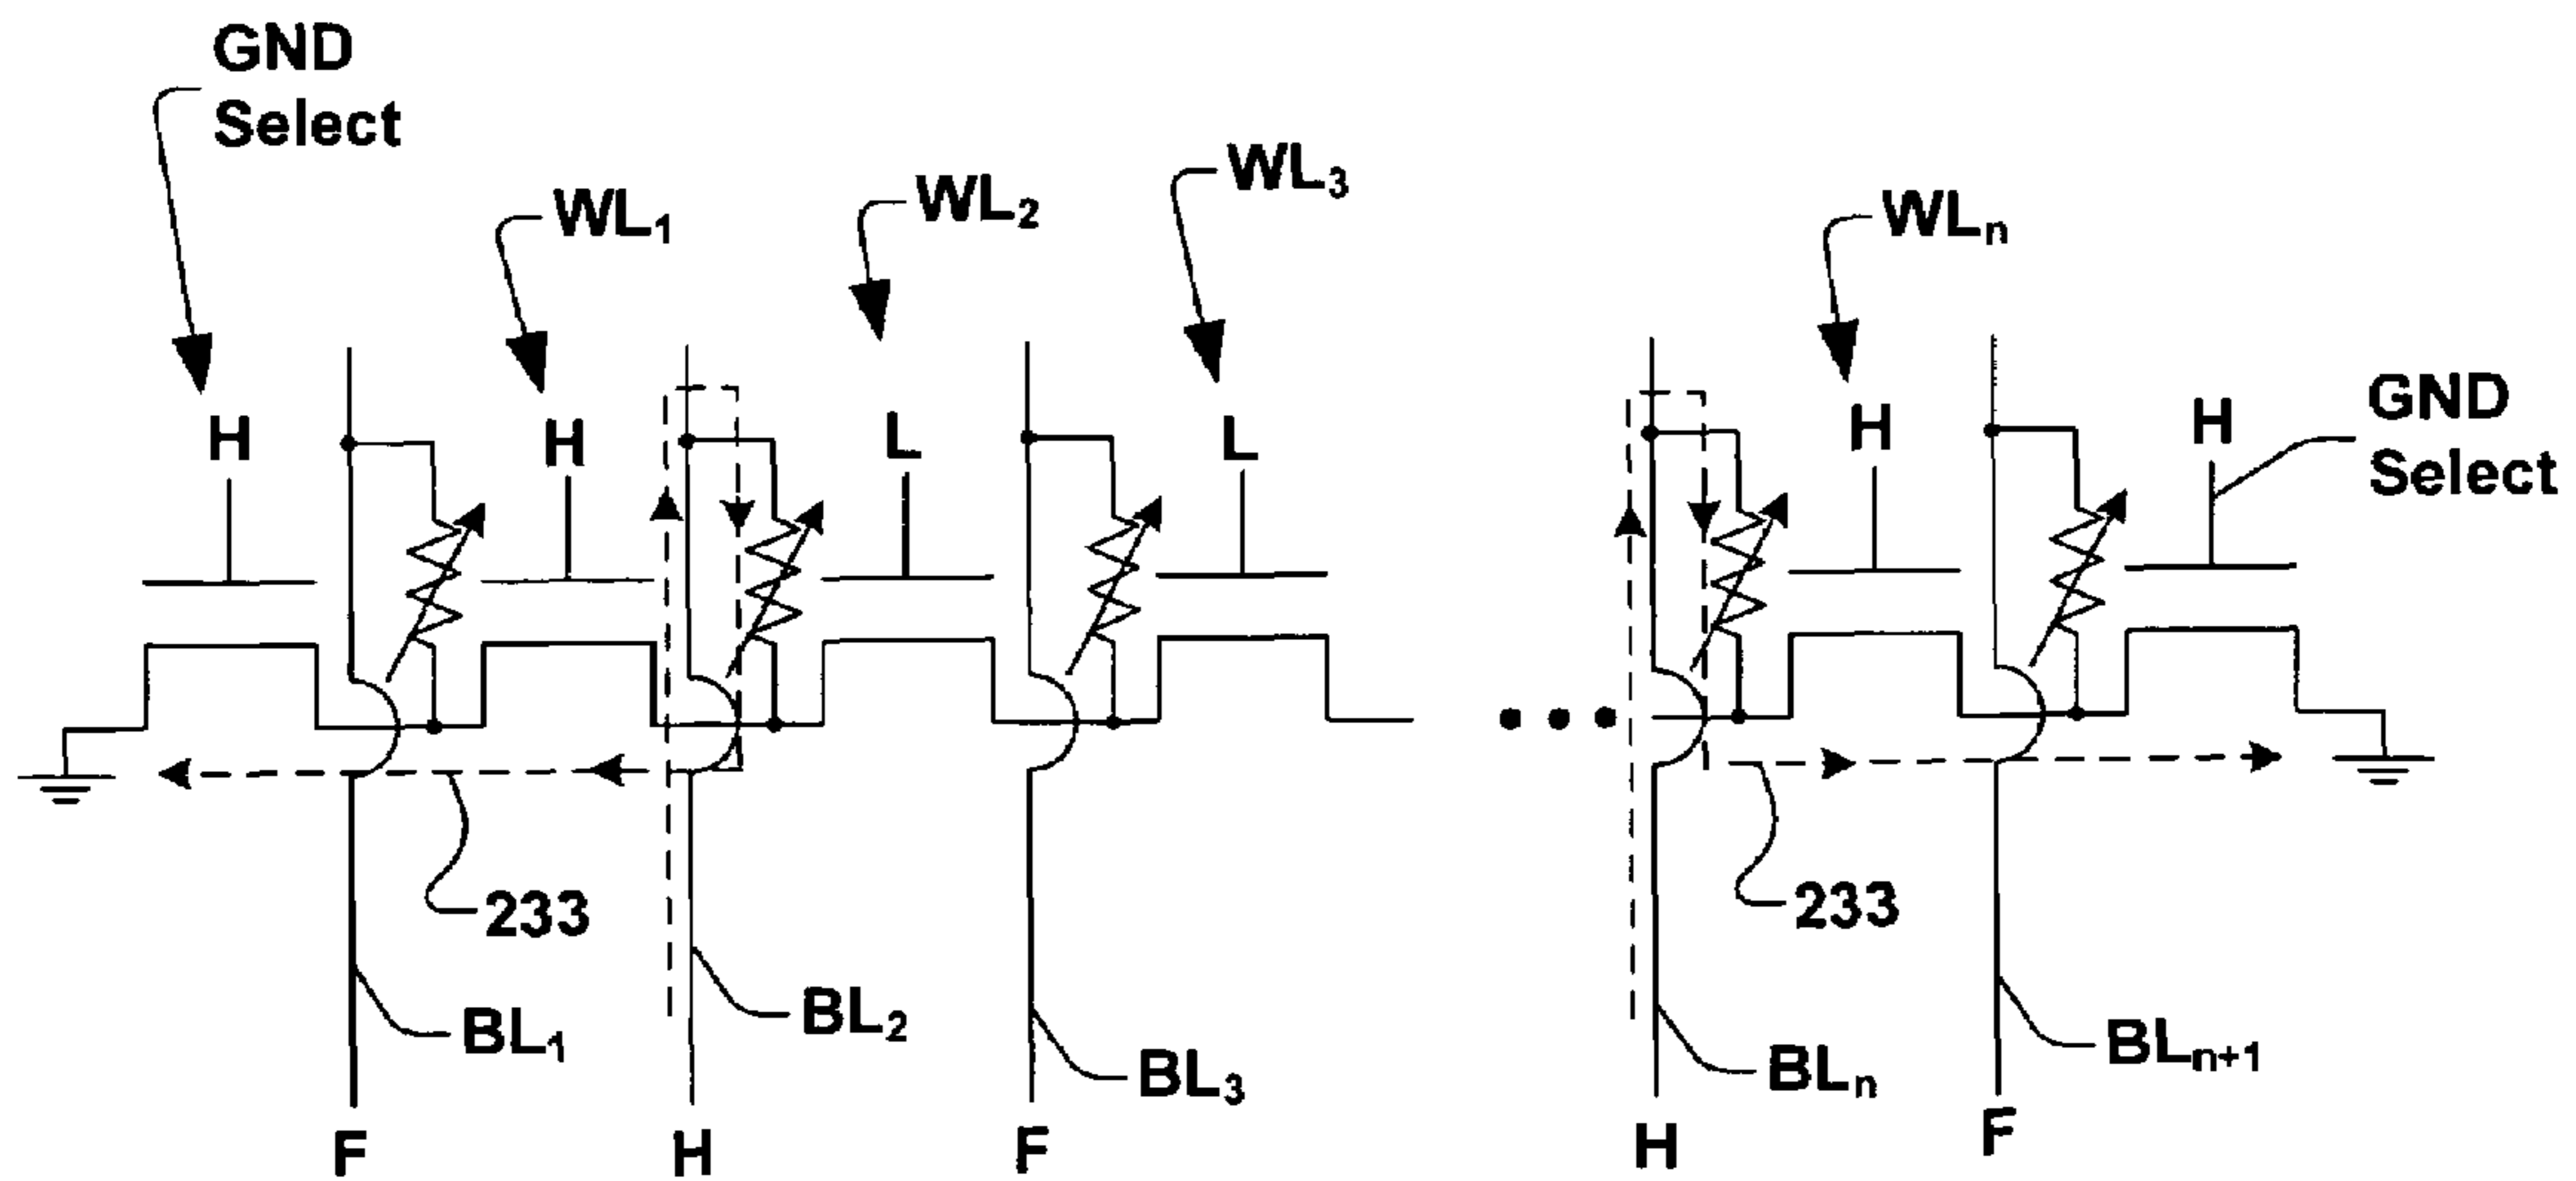 GND
Select
WL1
WL2
WL3
WLn
H
H
L
L
H
H
GND
Select
233
233
BL1
BL2
BL3
BLn
BLn+1
F
H
F
H
F